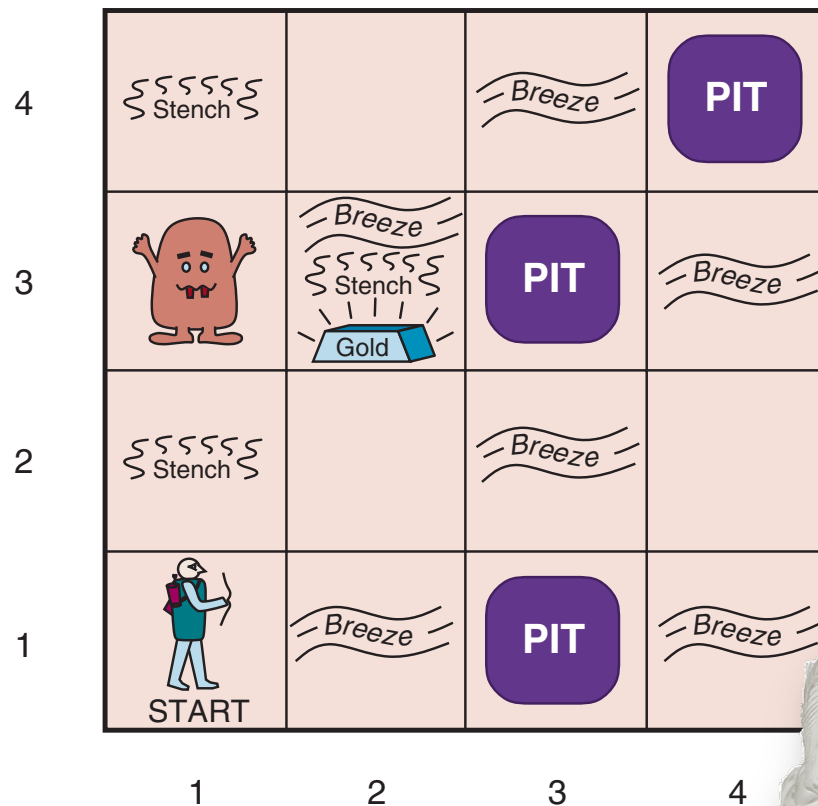 4
Stench
Breeze
PIT
3
Breeze
Stench
Gold
PIT
Breeze
2
Stench
Breeze
1
START
Breeze
PIT
Breeze
1 2 3 4